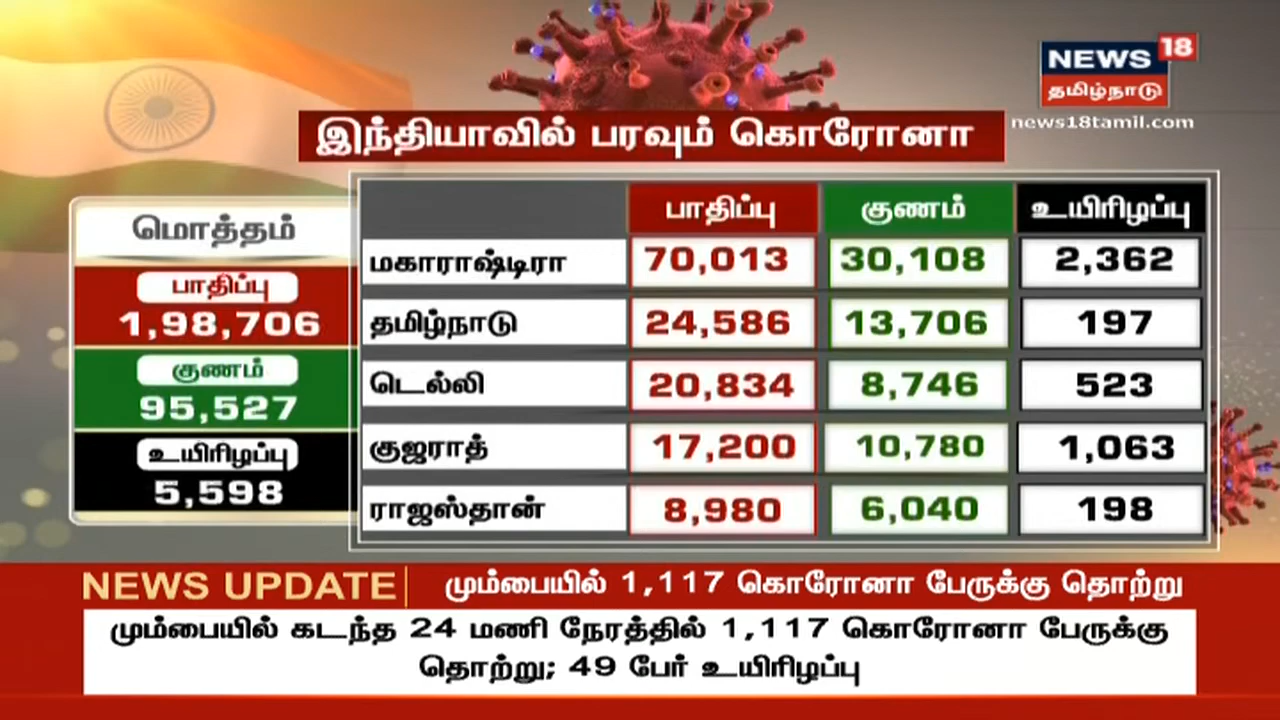 NEWS 18
தமிழ்நாடு
news18tamil.com
இந்தியாவில் பரவும் கொரோனா
மொத்தம்
பாதிப்பு
1,98,706
குணம்
95,527
உயிரிழப்பு
5,598
பாதிப்பு குணம் உயிரிழப்பு
மகாராஷ்டிரா 70,013 30,108 2,362
தமிழ்நாடு 24,586 13,706 197
டெல்லி 20,834 8,746 523
குஜராத் 17,200 10,780 1,063
ராஜஸ்தான் 8,980 6,040 198
NEWS UPDATE மும்பையில் 1,117 கொரோனா பேருக்கு தொற்று
மும்பையில் கடந்த 24 மணி நேரத்தில் 1,117 கொரோனா பேருக்கு
தொற்று; 49 பேர் உயிரிழப்பு